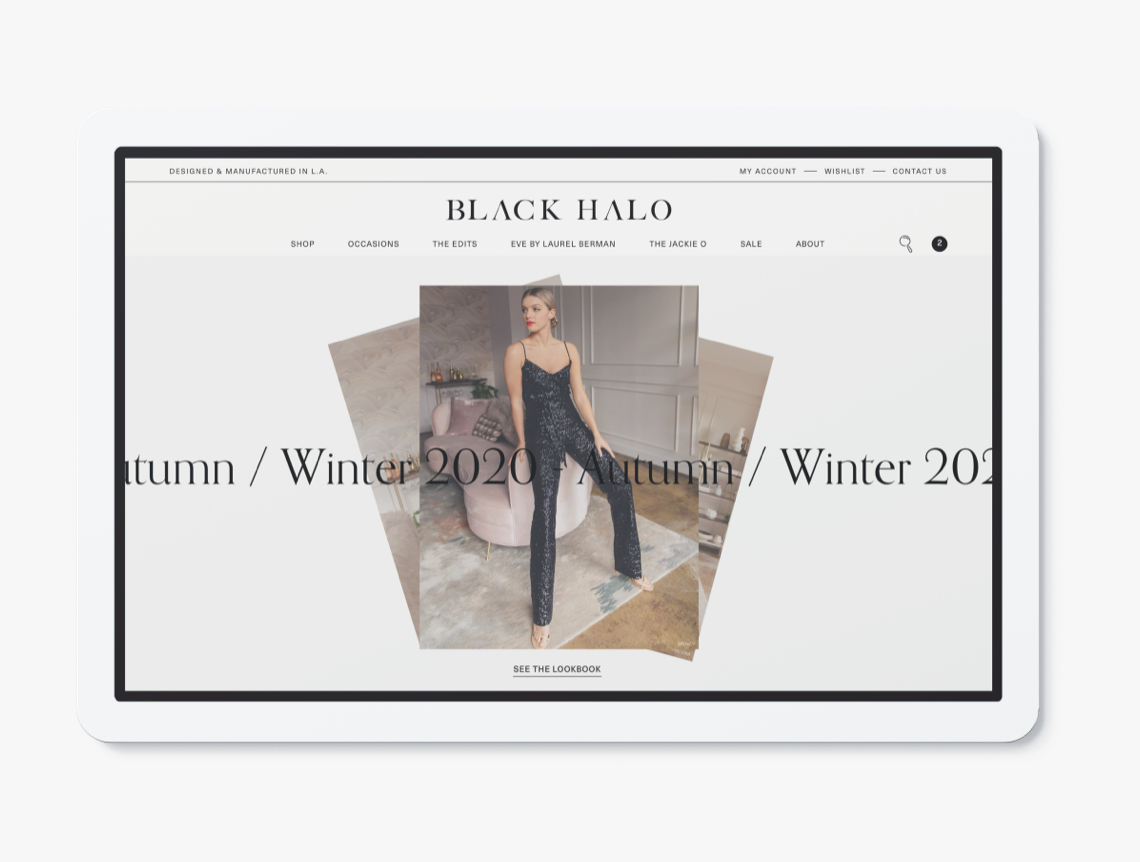 DESIGNED & MANUFACTURED IN L.A.
MY ACCOUNT — WISHLIST — CONTACT US
BLACK HALO
SHOP OCCASIONS THE EDITS EVE BY LAUREL BERMAN THE JACKIE O SALE ABOUT 2
utumn / Winter 2020 - Autumn / Winter 202
SEE THE LOOKBOOK